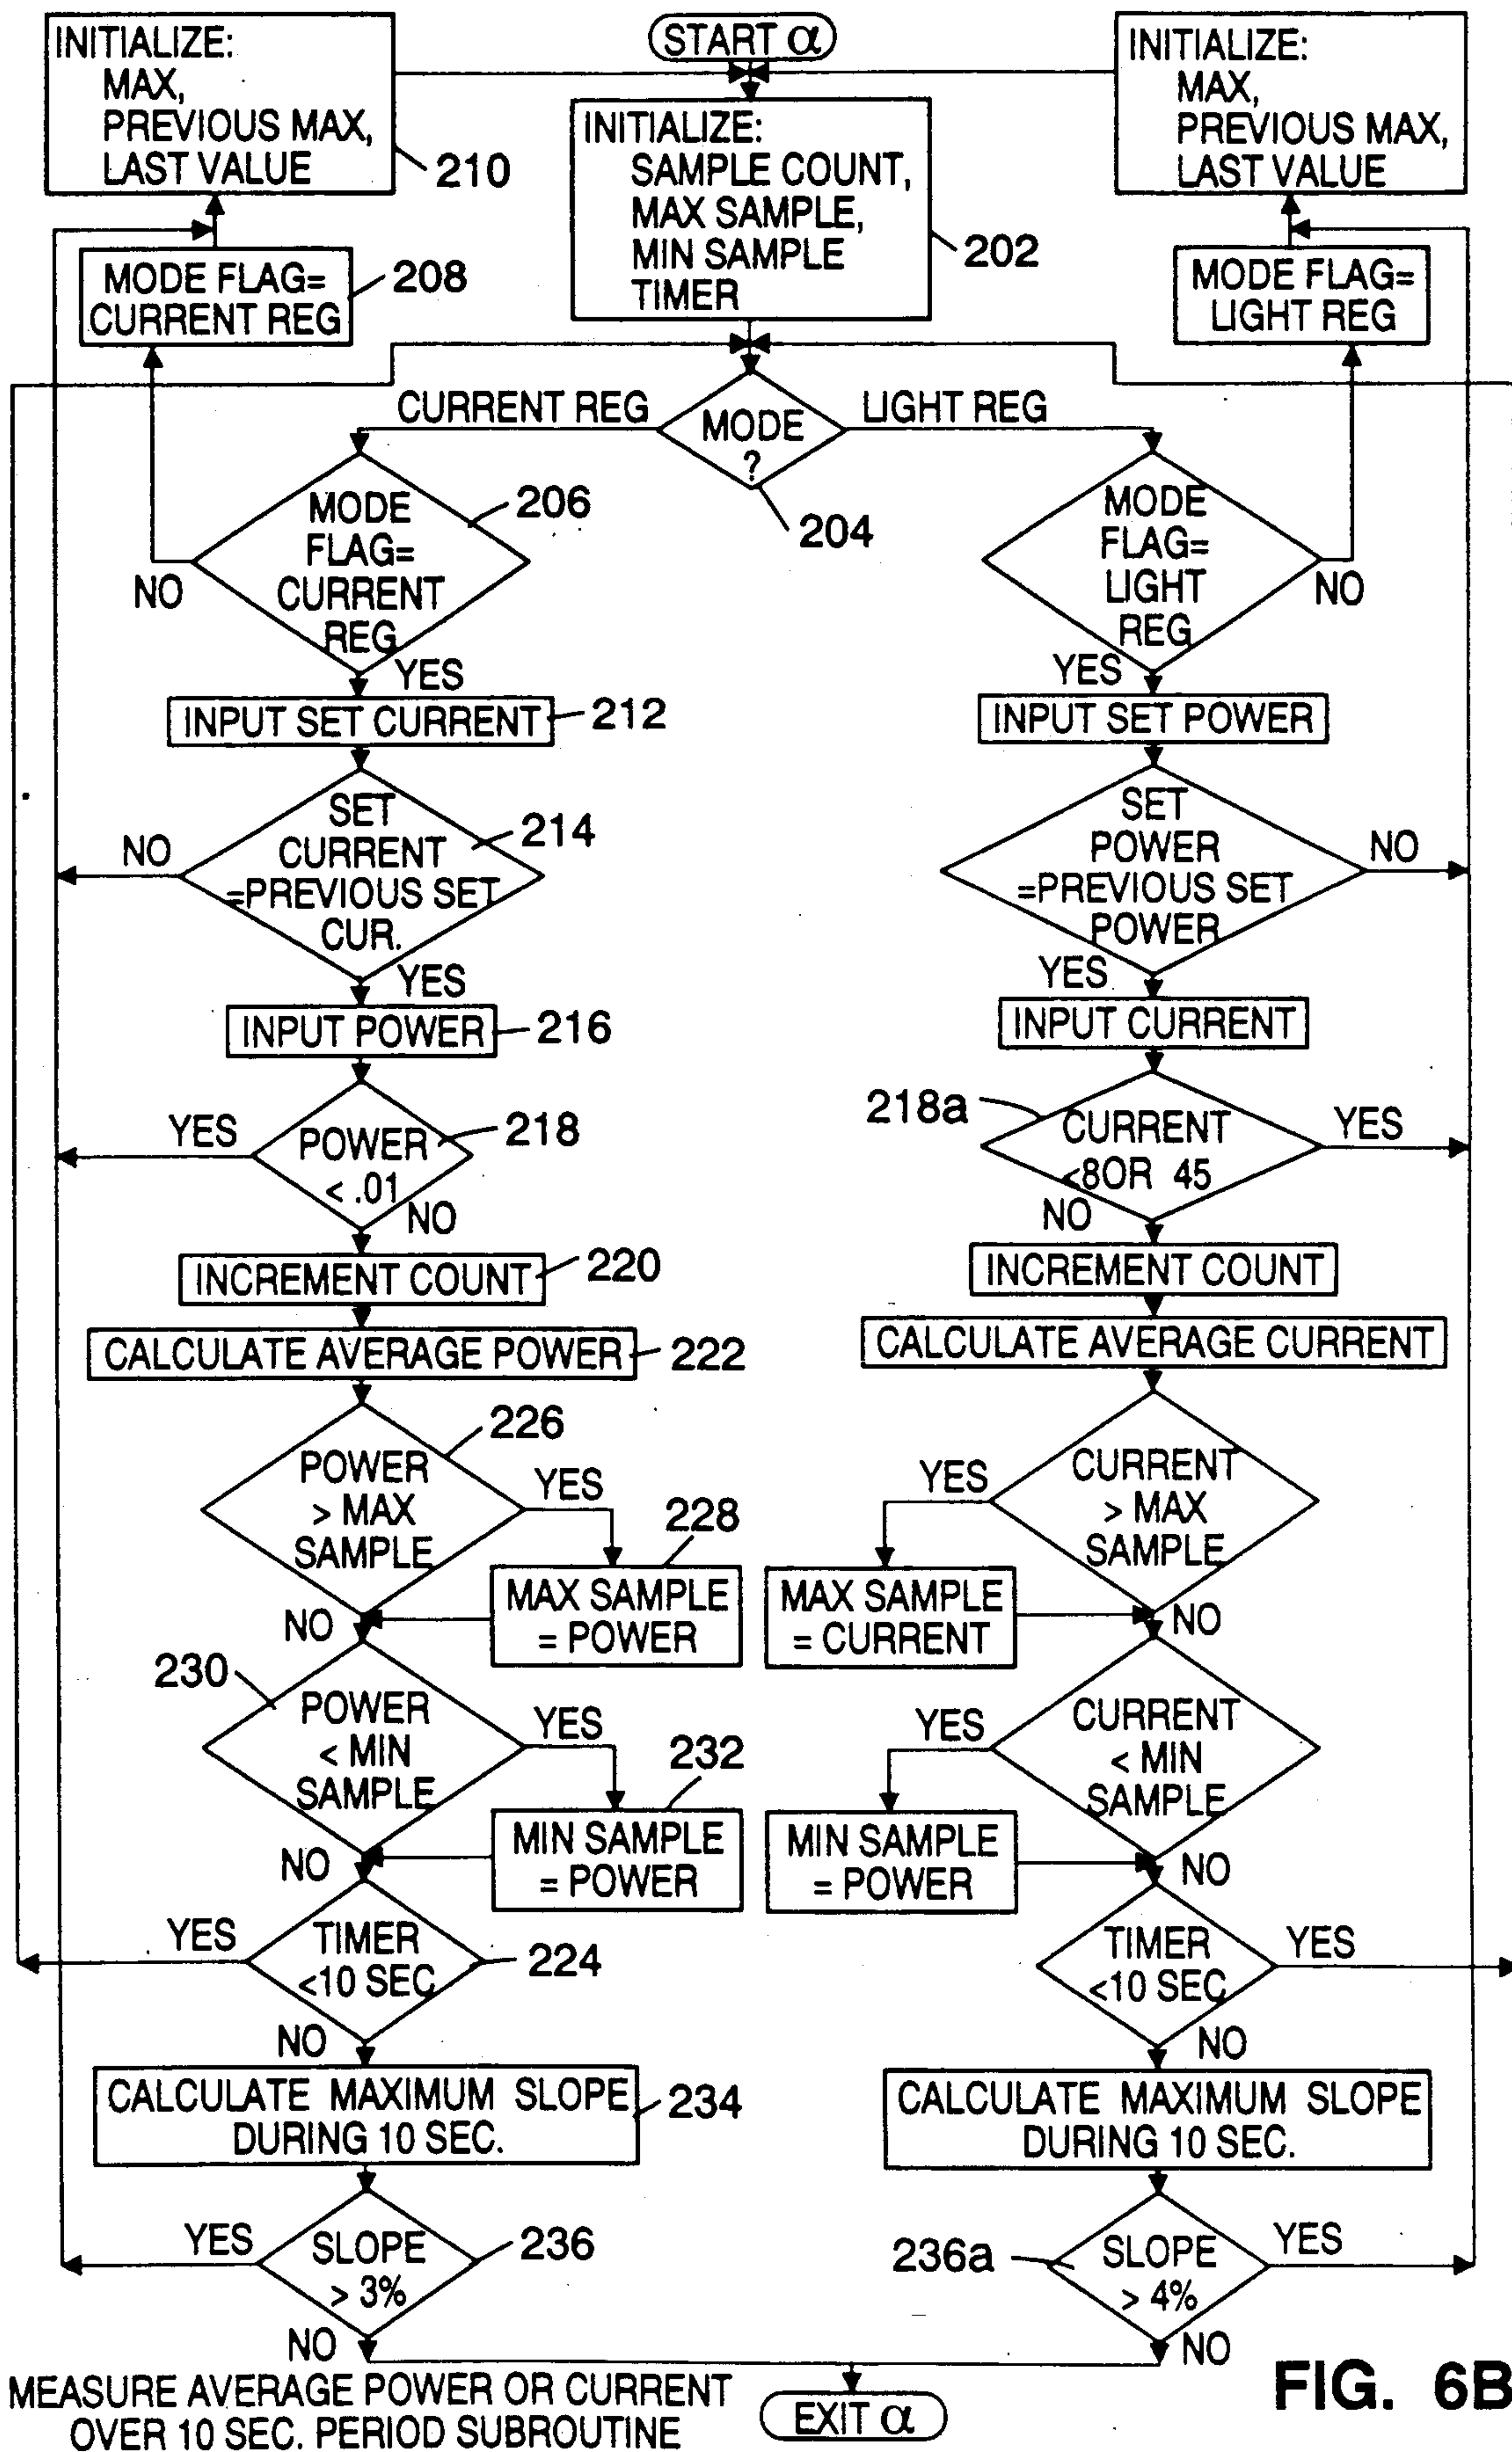 START α
INITIALIZE:
MAX,
PREVIOUS MAX,
LAST VALUE
210
INITIALIZE:
SAMPLE COUNT,
MAX SAMPLE,
MIN SAMPLE
TIMER
202
INITIALIZE:
MAX,
PREVIOUS MAX,
LAST VALUE
MODE FLAG=
CURRENT REG
208
MODE FLAG=
LIGHT REG
CURRENT REG
MODE
?
204
LIGHT REG
MODE
FLAG=
CURRENT
REG
206
NO
YES
INPUT SET CURRENT
212
SET
CURRENT
=PREVIOUS SET
CUR.
214
NO
YES
INPUT POWER
216
POWER
< .01
218
YES
NO
INCREMENT COUNT
220
CALCULATE AVERAGE POWER
222
POWER
> MAX
SAMPLE
226
YES
228
MAX SAMPLE
= POWER
NO
230
POWER
< MIN
SAMPLE
YES
232
MIN SAMPLE
= POWER
NO
TIMER
<10 SEC
224
YES
NO
CALCULATE MAXIMUM SLOPE
DURING 10 SEC.
234
SLOPE
> 3%
236
YES
NO
MODE
FLAG=
LIGHT
REG
NO
YES
INPUT SET POWER
SET
POWER
=PREVIOUS SET
POWER
NO
YES
INPUT CURRENT
218a
CURRENT
<8OR 45
YES
NO
INCREMENT COUNT
CALCULATE AVERAGE CURRENT
CURRENT
> MAX
SAMPLE
YES
MAX SAMPLE
= CURRENT
NO
CURRENT
< MIN
SAMPLE
YES
MIN SAMPLE
= POWER
NO
TIMER
<10 SEC
YES
NO
CALCULATE MAXIMUM SLOPE
DURING 10 SEC.
236a
SLOPE
> 4%
YES
NO
MEASURE AVERAGE POWER OR CURRENT
OVER 10 SEC. PERIOD SUBROUTINE
EXIT α
FIG. 6B